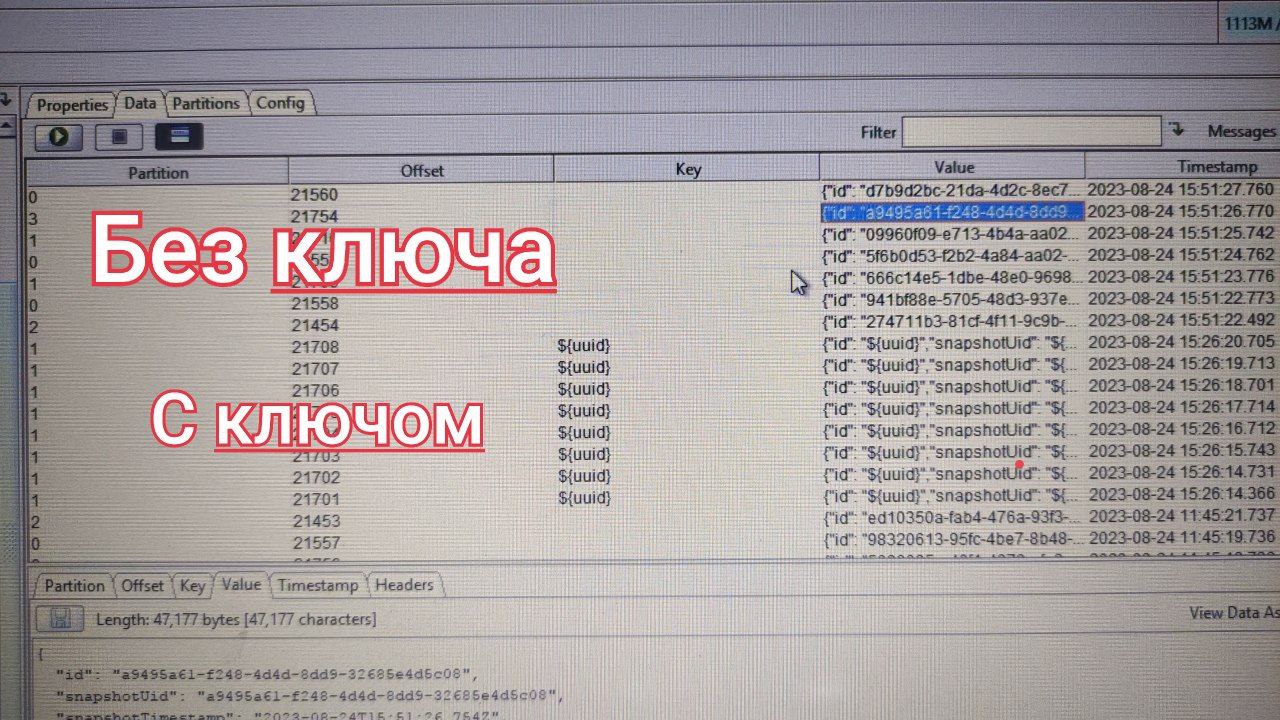 1113M /
Properties Data Partitions Config
Filter Messages
Partition Offset Key Value Timestamp
0 21560 {"id": "d7b9d2bc-21da-4d2c-8ec7... 2023-08-24 15:51:27.760
3 21754 {"id": "a9495a61-f248-4d4d-8dd9... 2023-08-24 15:51:26.770
1 {"id": "09960f09-e713-4b4a-aa02... 2023-08-24 15:51:25.742
Без ключа
0 {"id": "5f6b0d53-f2b2-4a84-aa02-... 2023-08-24 15:51:24.762
1 {"id": "666c14e5-1dbe-48e0-9698... 2023-08-24 15:51:23.776
0 21558 {"id": "941bf88e-5705-48d3-937e... 2023-08-24 15:51:22.773
2 21454 {"id": "274711b3-81cf-4f11-9c9b-... 2023-08-24 15:51:22.492
1 21708 ${uuid} {"id": "${uuid}","snapshotUid": "${... 2023-08-24 15:26:20.705
1 21707 ${uuid} {"id": "${uuid}","snapshotUid": "${... 2023-08-24 15:26:19.713
1 21706 ${uuid} {"id": "${uuid}","snapshotUid": "${... 2023-08-24 15:26:18.701
1 ${uuid} {"id": "${uuid}","snapshotUid": "${... 2023-08-24 15:26:17.714
С ключом
1 ${uuid} {"id": "${uuid}","snapshotUid": "${... 2023-08-24 15:26:16.712
1 21703 ${uuid} {"id": "${uuid}","snapshotUid": "${... 2023-08-24 15:26:15.743
1 21702 ${uuid} {"id": "${uuid}","snapshotUid": "${... 2023-08-24 15:26:14.731
1 21701 ${uuid} {"id": "${uuid}","snapshotUid": "${... 2023-08-24 15:26:14.366
2 21453 {"id": "ed10350a-fab4-476a-93f3-... 2023-08-24 11:45:21.737
0 21557 {"id": "98320613-95fc-4be7-8b48-... 2023-08-24 11:45:19.736
Partition Offset Key Value Timestamp Headers
Length: 47,177 bytes [47,177 characters] View Data As
{
"id": "a9495a61-f248-4d4d-8dd9-32685e4d5c08",
"snapshotUid": "a9495a61-f248-4d4d-8dd9-32685e4d5c08",
"snapshotTimestamp": "2023-08-24T15:51:26.754Z"